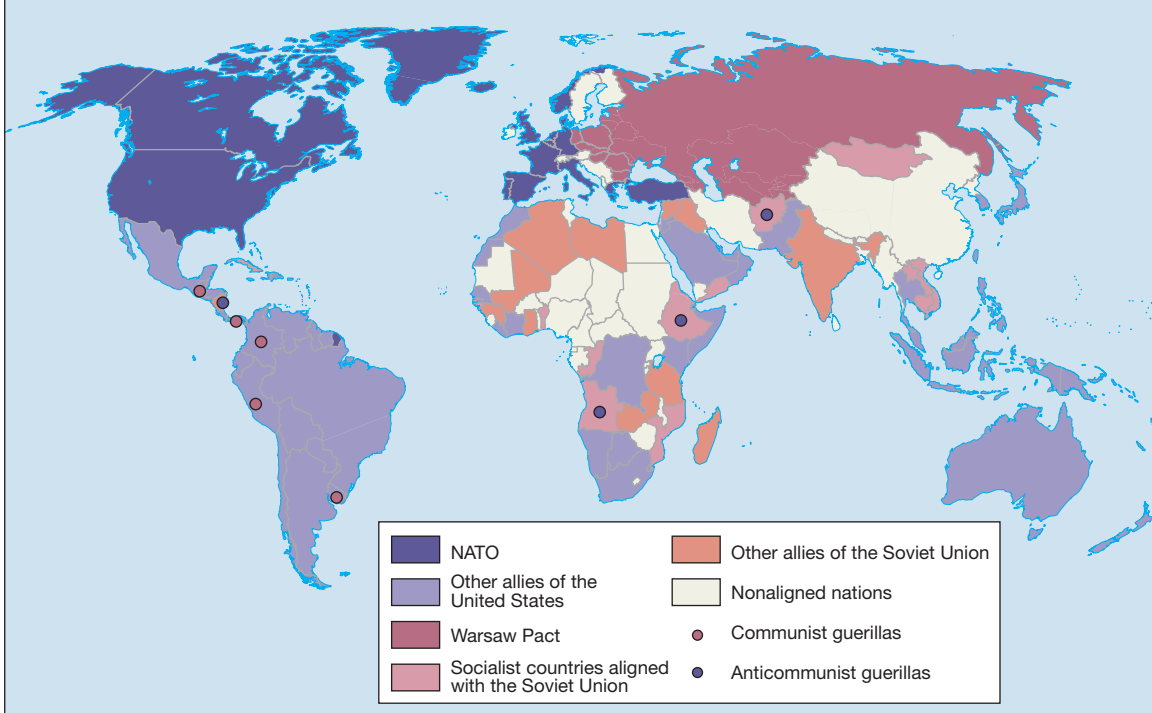 NATO
Other allies of the
United States
Warsaw Pact
Socialist countries aligned
with the Soviet Union
Other allies of the Soviet Union
Nonaligned nations
Communist guerillas
Anticommunist guerillas